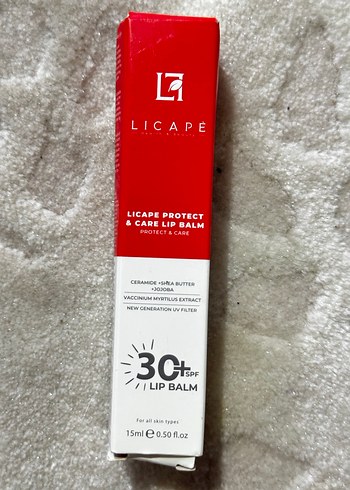 LICAPÉ
LICAPE PROTECT
& CARE LIP BALM
PROTECT & CARE
CERAMIDE +SHEA BUTTER
+JOJOBA
VACCINIUM MYRTILUS EXTRACT
NEW GENERATION UV FILTER
30+ SPF
LIP BALM
For all skin types
15ml ℮ 0.50 fl.oz